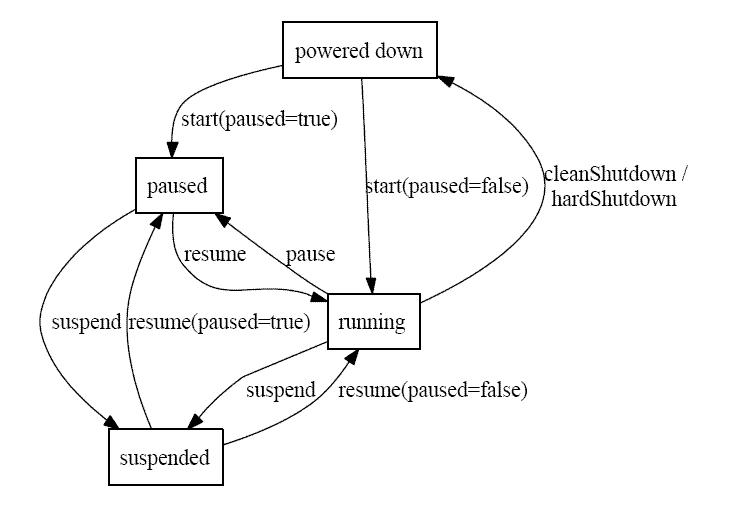 powered down
start(paused=true)
paused
start(paused=false)
cleanShutdown /
hardShutdown
resume
pause
suspend
resume(paused=true)
running
suspend
resume(paused=false)
suspended